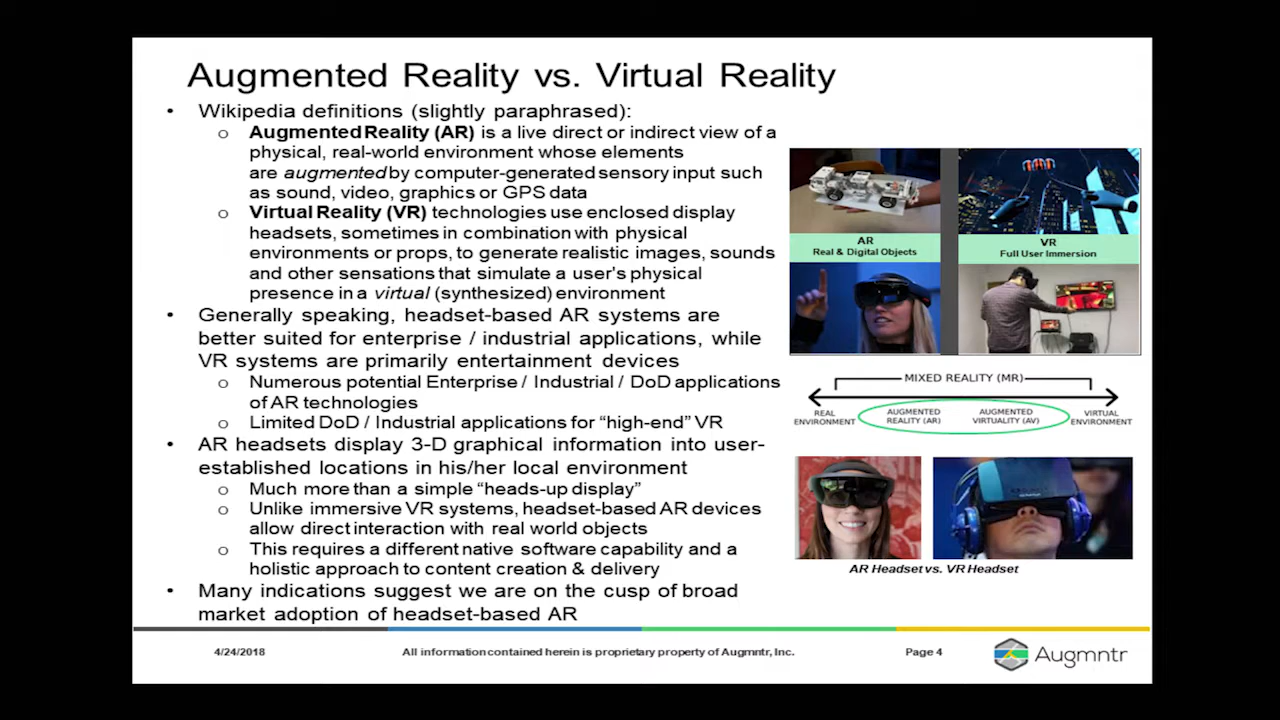 Augmented Reality vs. Virtual Reality
• Wikipedia definitions (slightly paraphrased):
o Augmented Reality (AR) is a live direct or indirect view of a
physical, real-world environment whose elements
are augmented by computer-generated sensory input such
as sound, video, graphics or GPS data
o Virtual Reality (VR) technologies use enclosed display
headsets, sometimes in combination with physical
environments or props, to generate realistic images, sounds
and other sensations that simulate a user's physical
presence in a virtual (synthesized) environment
• Generally speaking, headset-based AR systems are
better suited for enterprise / industrial applications, while
VR systems are primarily entertainment devices
o Numerous potential Enterprise / Industrial / DoD applications
of AR technologies
o Limited DoD / Industrial applications for “high-end” VR
• AR headsets display 3-D graphical information into user-
established locations in his/her local environment
o Much more than a simple “heads-up display”
o Unlike immersive VR systems, headset-based AR devices
allow direct interaction with real world objects
o This requires a different native software capability and a
holistic approach to content creation & delivery
• Many indications suggest we are on the cusp of broad
market adoption of headset-based AR
AR
Real & Digital Objects
VR
Full User Immersion
MIXED REALITY (MR)
REAL
ENVIRONMENT
AUGMENTED
REALITY (AR)
AUGMENTED
VIRTUALITY (AV)
VIRTUAL
ENVIRONMENT
AR Headset vs. VR Headset
4/24/2018
All information contained herein is proprietary property of Augmntr, Inc.
Page 4
Augmntr